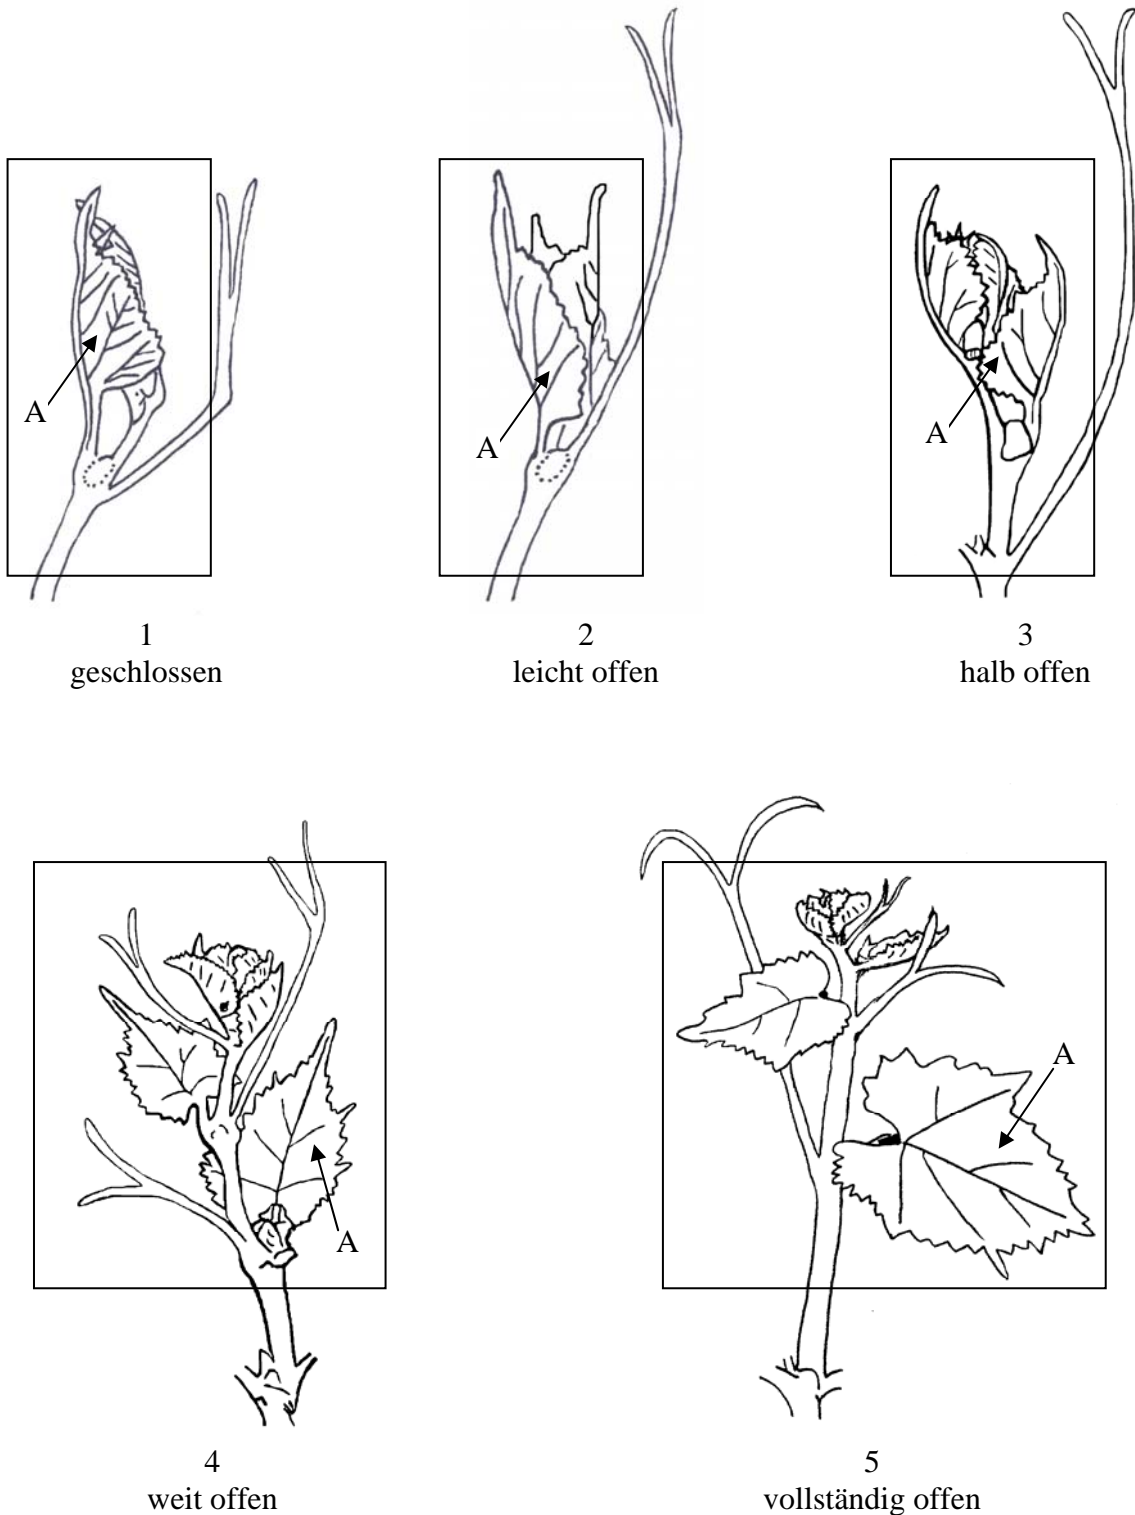 A
A
A
1
geschlossen
2
leicht offen
3
halb offen
A
A
4
weit offen
5
vollständig offen